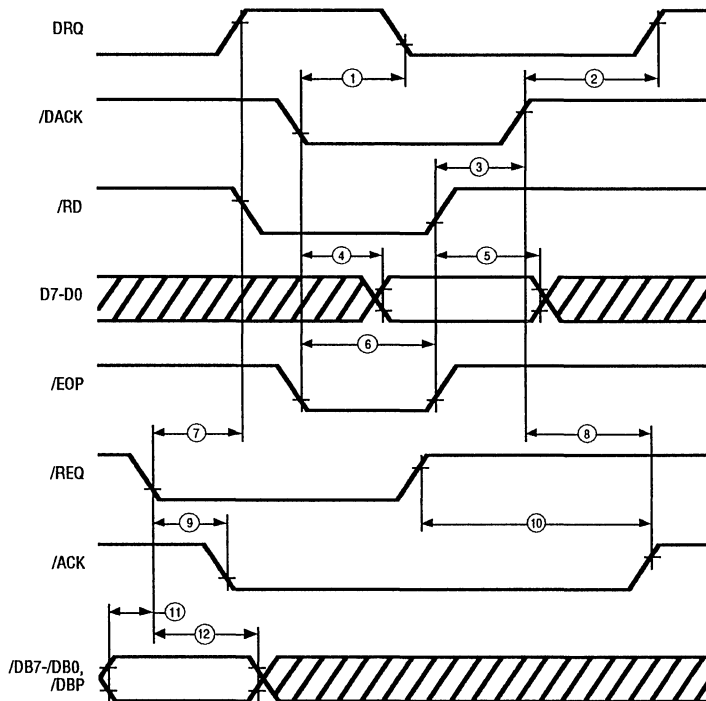 DRQ
①
②
/DACK
③
/RD
④
⑤
D7-D0
⑥
/EOP
⑦
⑧
/REQ
⑨
⑩
/ACK
⑪
⑫
/DB7-/DB0,
/DBP